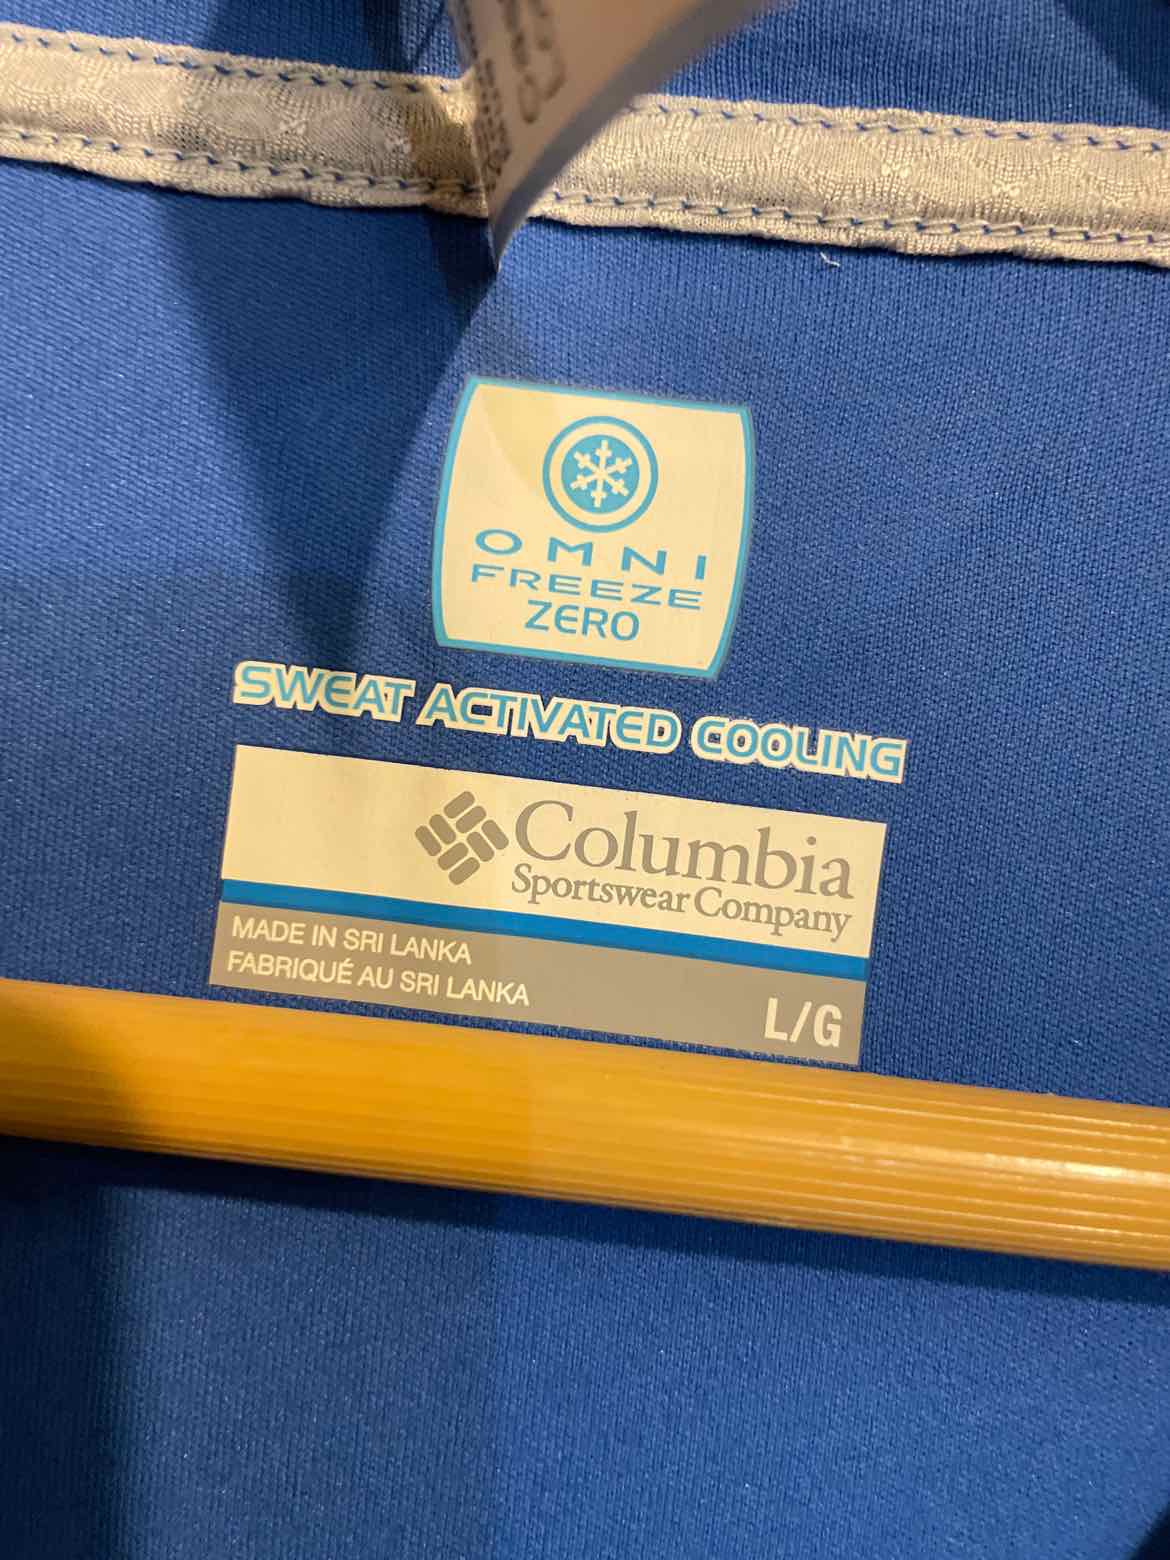 OMNI
FREEZE
ZERO
SWEAT ACTIVATED COOLING
Columbia
Sportswear Company
MADE IN SRI LANKA
FABRIQUÉ AU SRI LANKA
L/G